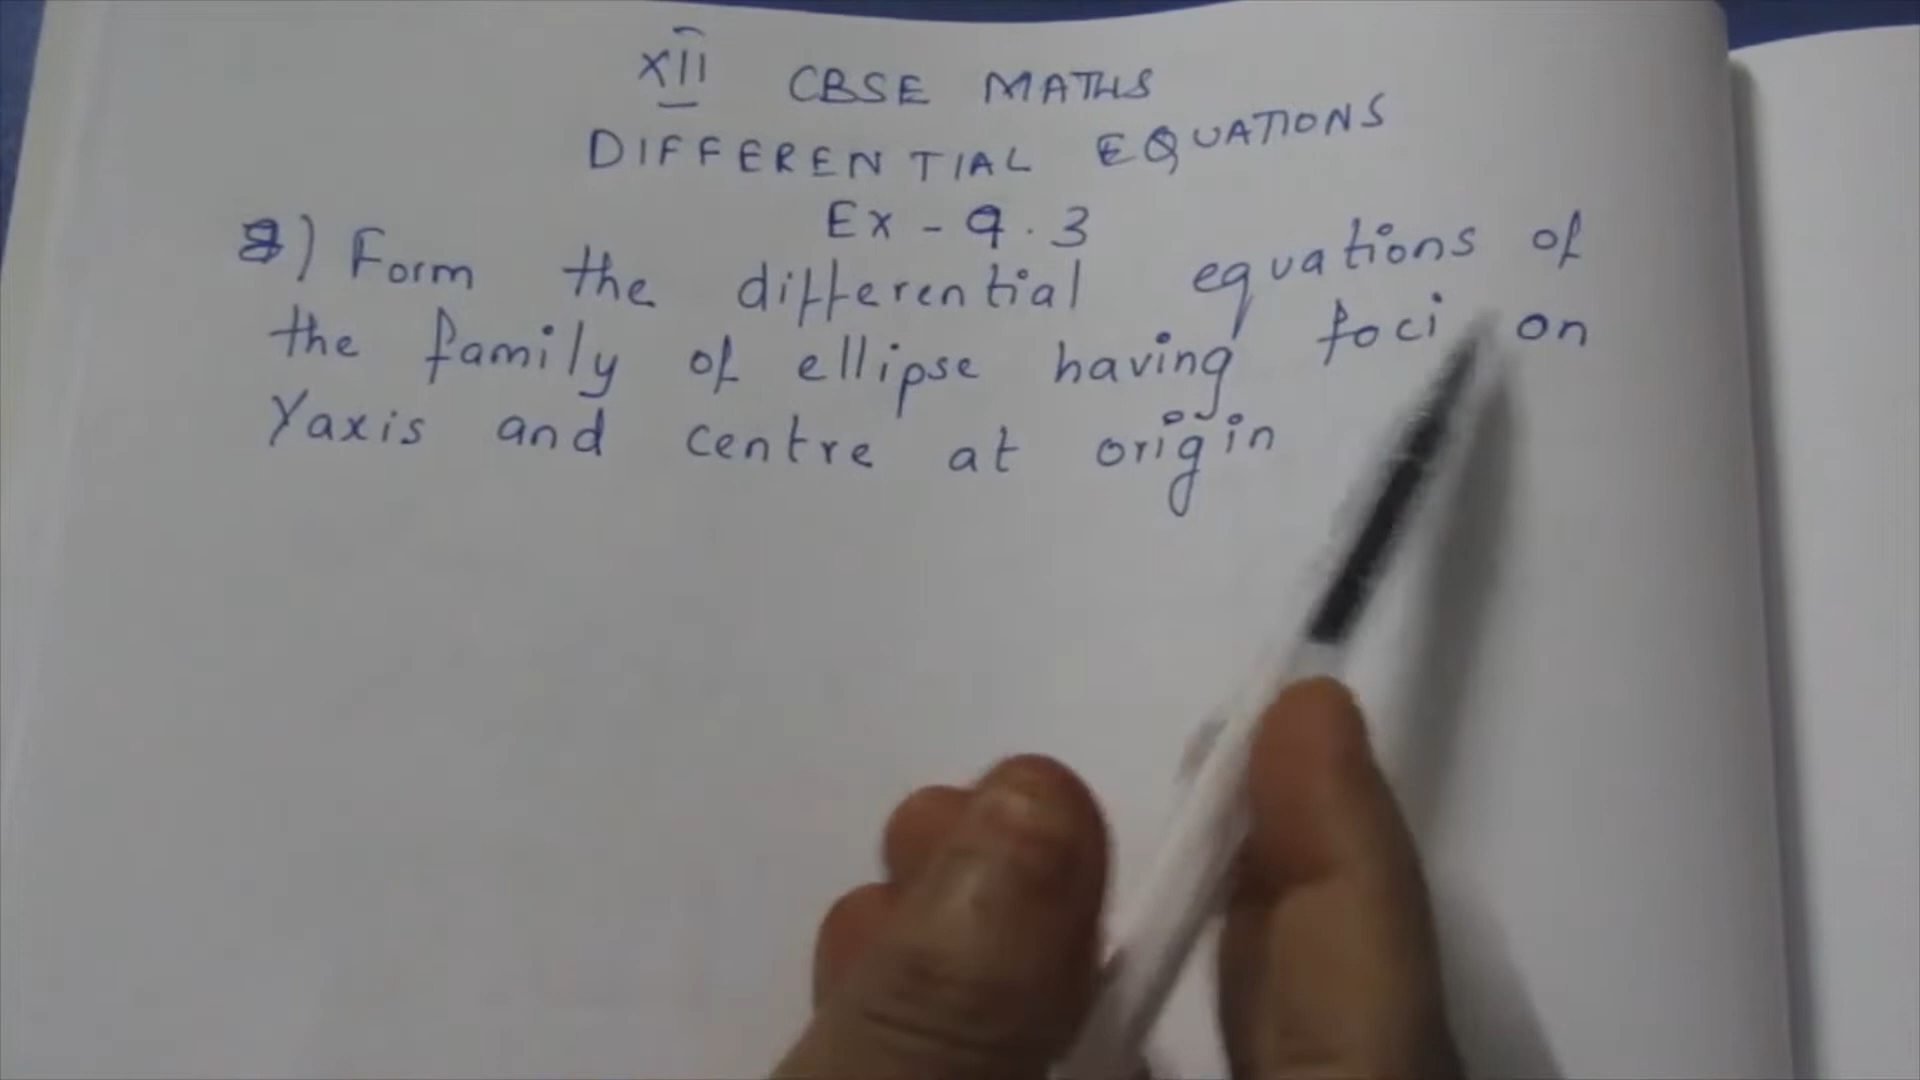 XII CBSE MATHS
DIFFERENTIAL EQUATIONS
Ex - 9.3
8) Form the differential equations of
the family of ellipse having foci on
Yaxis and centre at origin